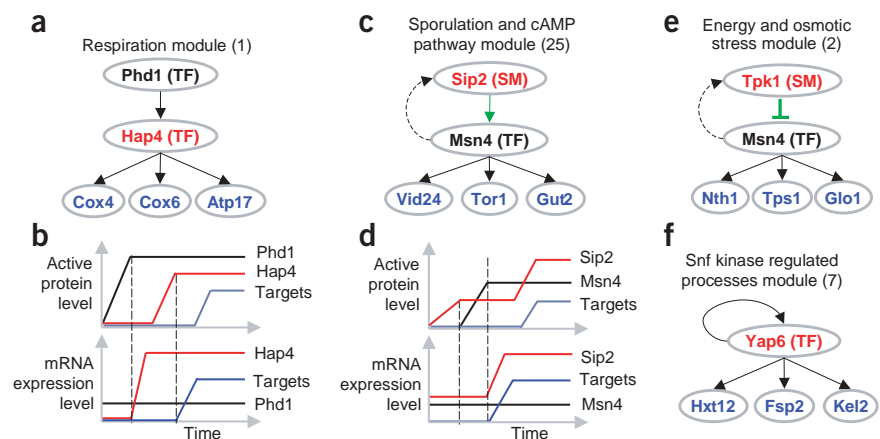 a
Respiration module (1)
Phd1 (TF)
Hap4 (TF)
Cox4 Cox6 Atp17
b
Active
protein
level
Phd1
Hap4
Targets
mRNA
expression
level
Hap4
Targets
Phd1
Time
c
Sporulation and cAMP
pathway module (25)
Sip2 (SM)
Msn4 (TF)
Vid24 Tor1 Gut2
d
Active
protein
level
Sip2
Msn4
Targets
mRNA
expression
level
Sip2
Targets
Msn4
Time
e
Energy and osmotic
stress module (2)
Tpk1 (SM)
Msn4 (TF)
Nth1 Tps1 Glo1
f
Snf kinase regulated
processes module (7)
Yap6 (TF)
Hxt12 Fsp2 Kel2